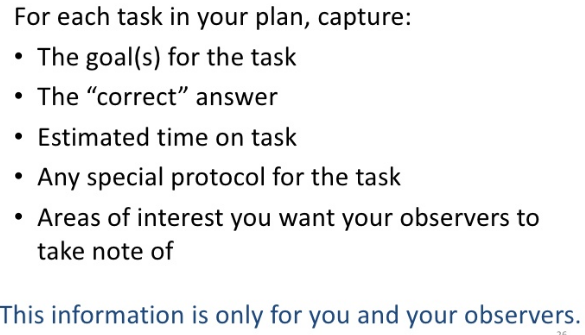 For each task in your plan, capture:
• The goal(s) for the task
• The “correct” answer
• Estimated time on task
• Any special protocol for the task
• Areas of interest you want your observers to
take note of
This information is only for you and your observers.